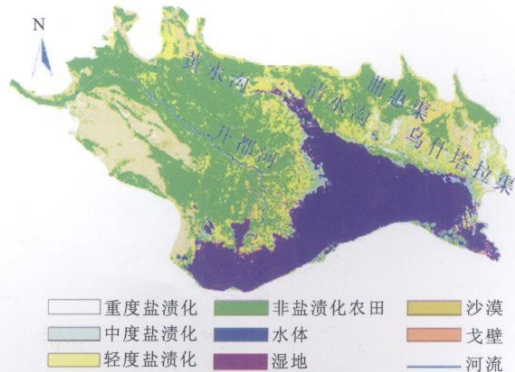 N
黄水沟
清水沟
曲惠渠
乌什塔拉渠
开都河
重度盐渍化 非盐渍化农田 沙漠
中度盐渍化 水体 戈壁
轻度盐渍化 湿地 河流